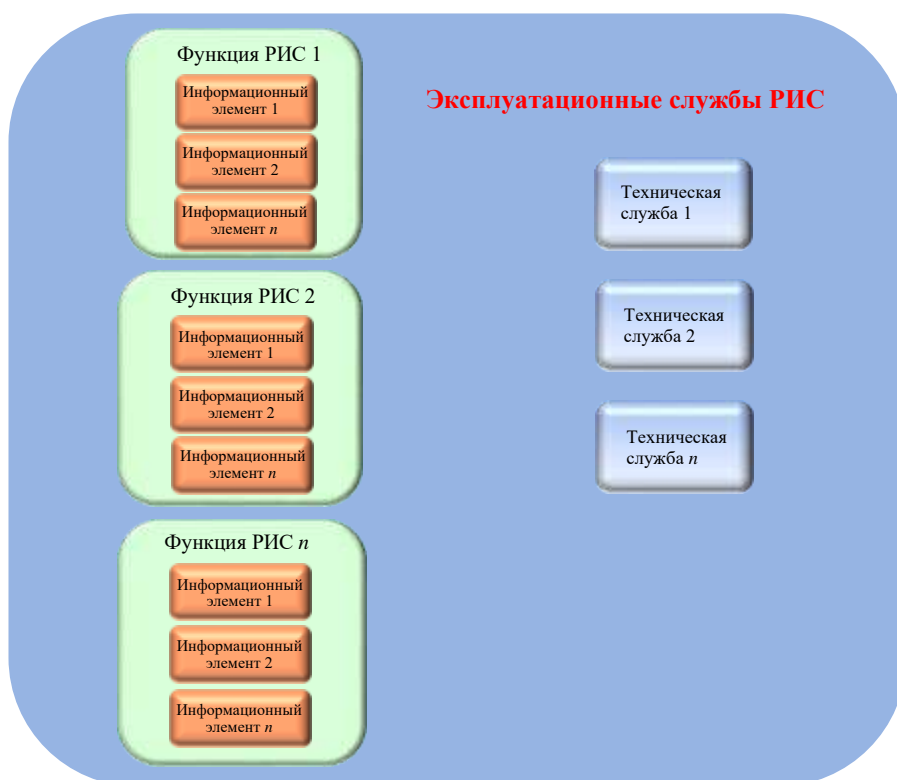 Функция РИС 1
Информационный
элемент 1
Информационный
элемент 2
Информационный
элемент n
Функция РИС 2
Информационный
элемент 1
Информационный
элемент 2
Информационный
элемент n
Функция РИС n
Информационный
элемент 1
Информационный
элемент 2
Информационный
элемент n
Эксплуатационные службы РИС
Техническая
служба 1
Техническая
служба 2
Техническая
служба n